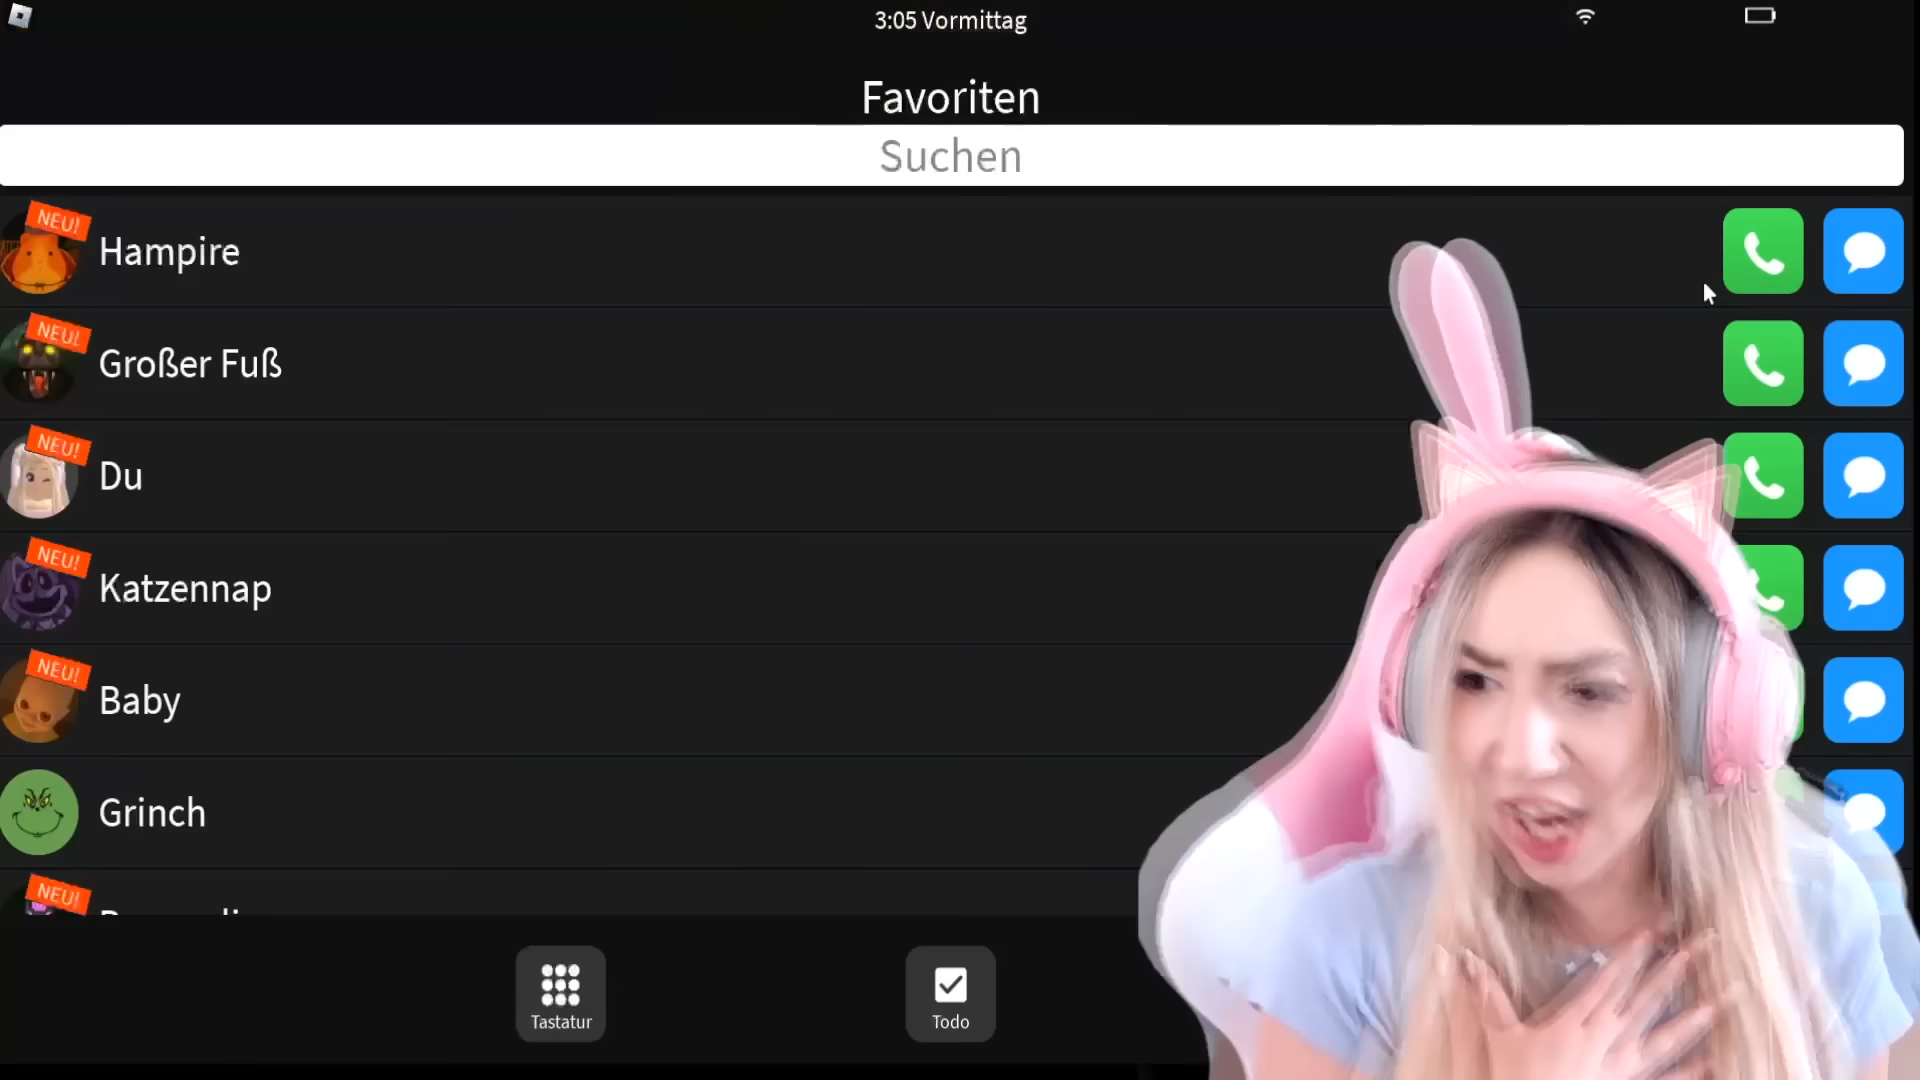 3:05 Vormittag
Favoriten
Suchen
NEU!
Hampire
NEU!
Großer Fuß
NEU!
Du
NEU!
Katzennap
NEU!
Baby
Grinch
NEU!
Tastatur
Todo